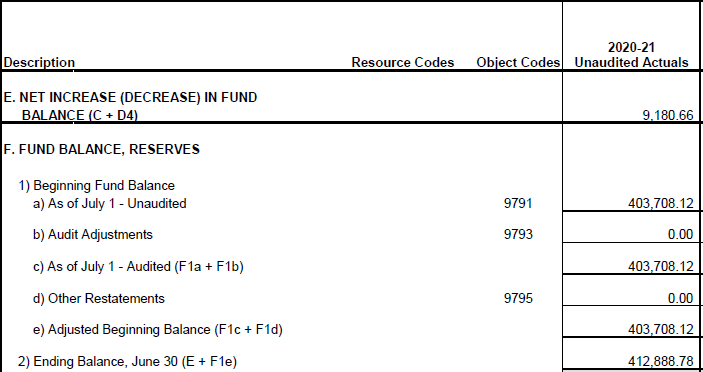 2020-21
Description Resource Codes Object Codes Unaudited Actuals
E. NET INCREASE (DECREASE) IN FUND
BALANCE (C + D4) 9,180.66
F. FUND BALANCE, RESERVES
1) Beginning Fund Balance
a) As of July 1 - Unaudited 9791 403,708.12
b) Audit Adjustments 9793 0.00
c) As of July 1 - Audited (F1a + F1b) 403,708.12
d) Other Restatements 9795 0.00
e) Adjusted Beginning Balance (F1c + F1d) 403,708.12
2) Ending Balance, June 30 (E + F1e) 412,888.78